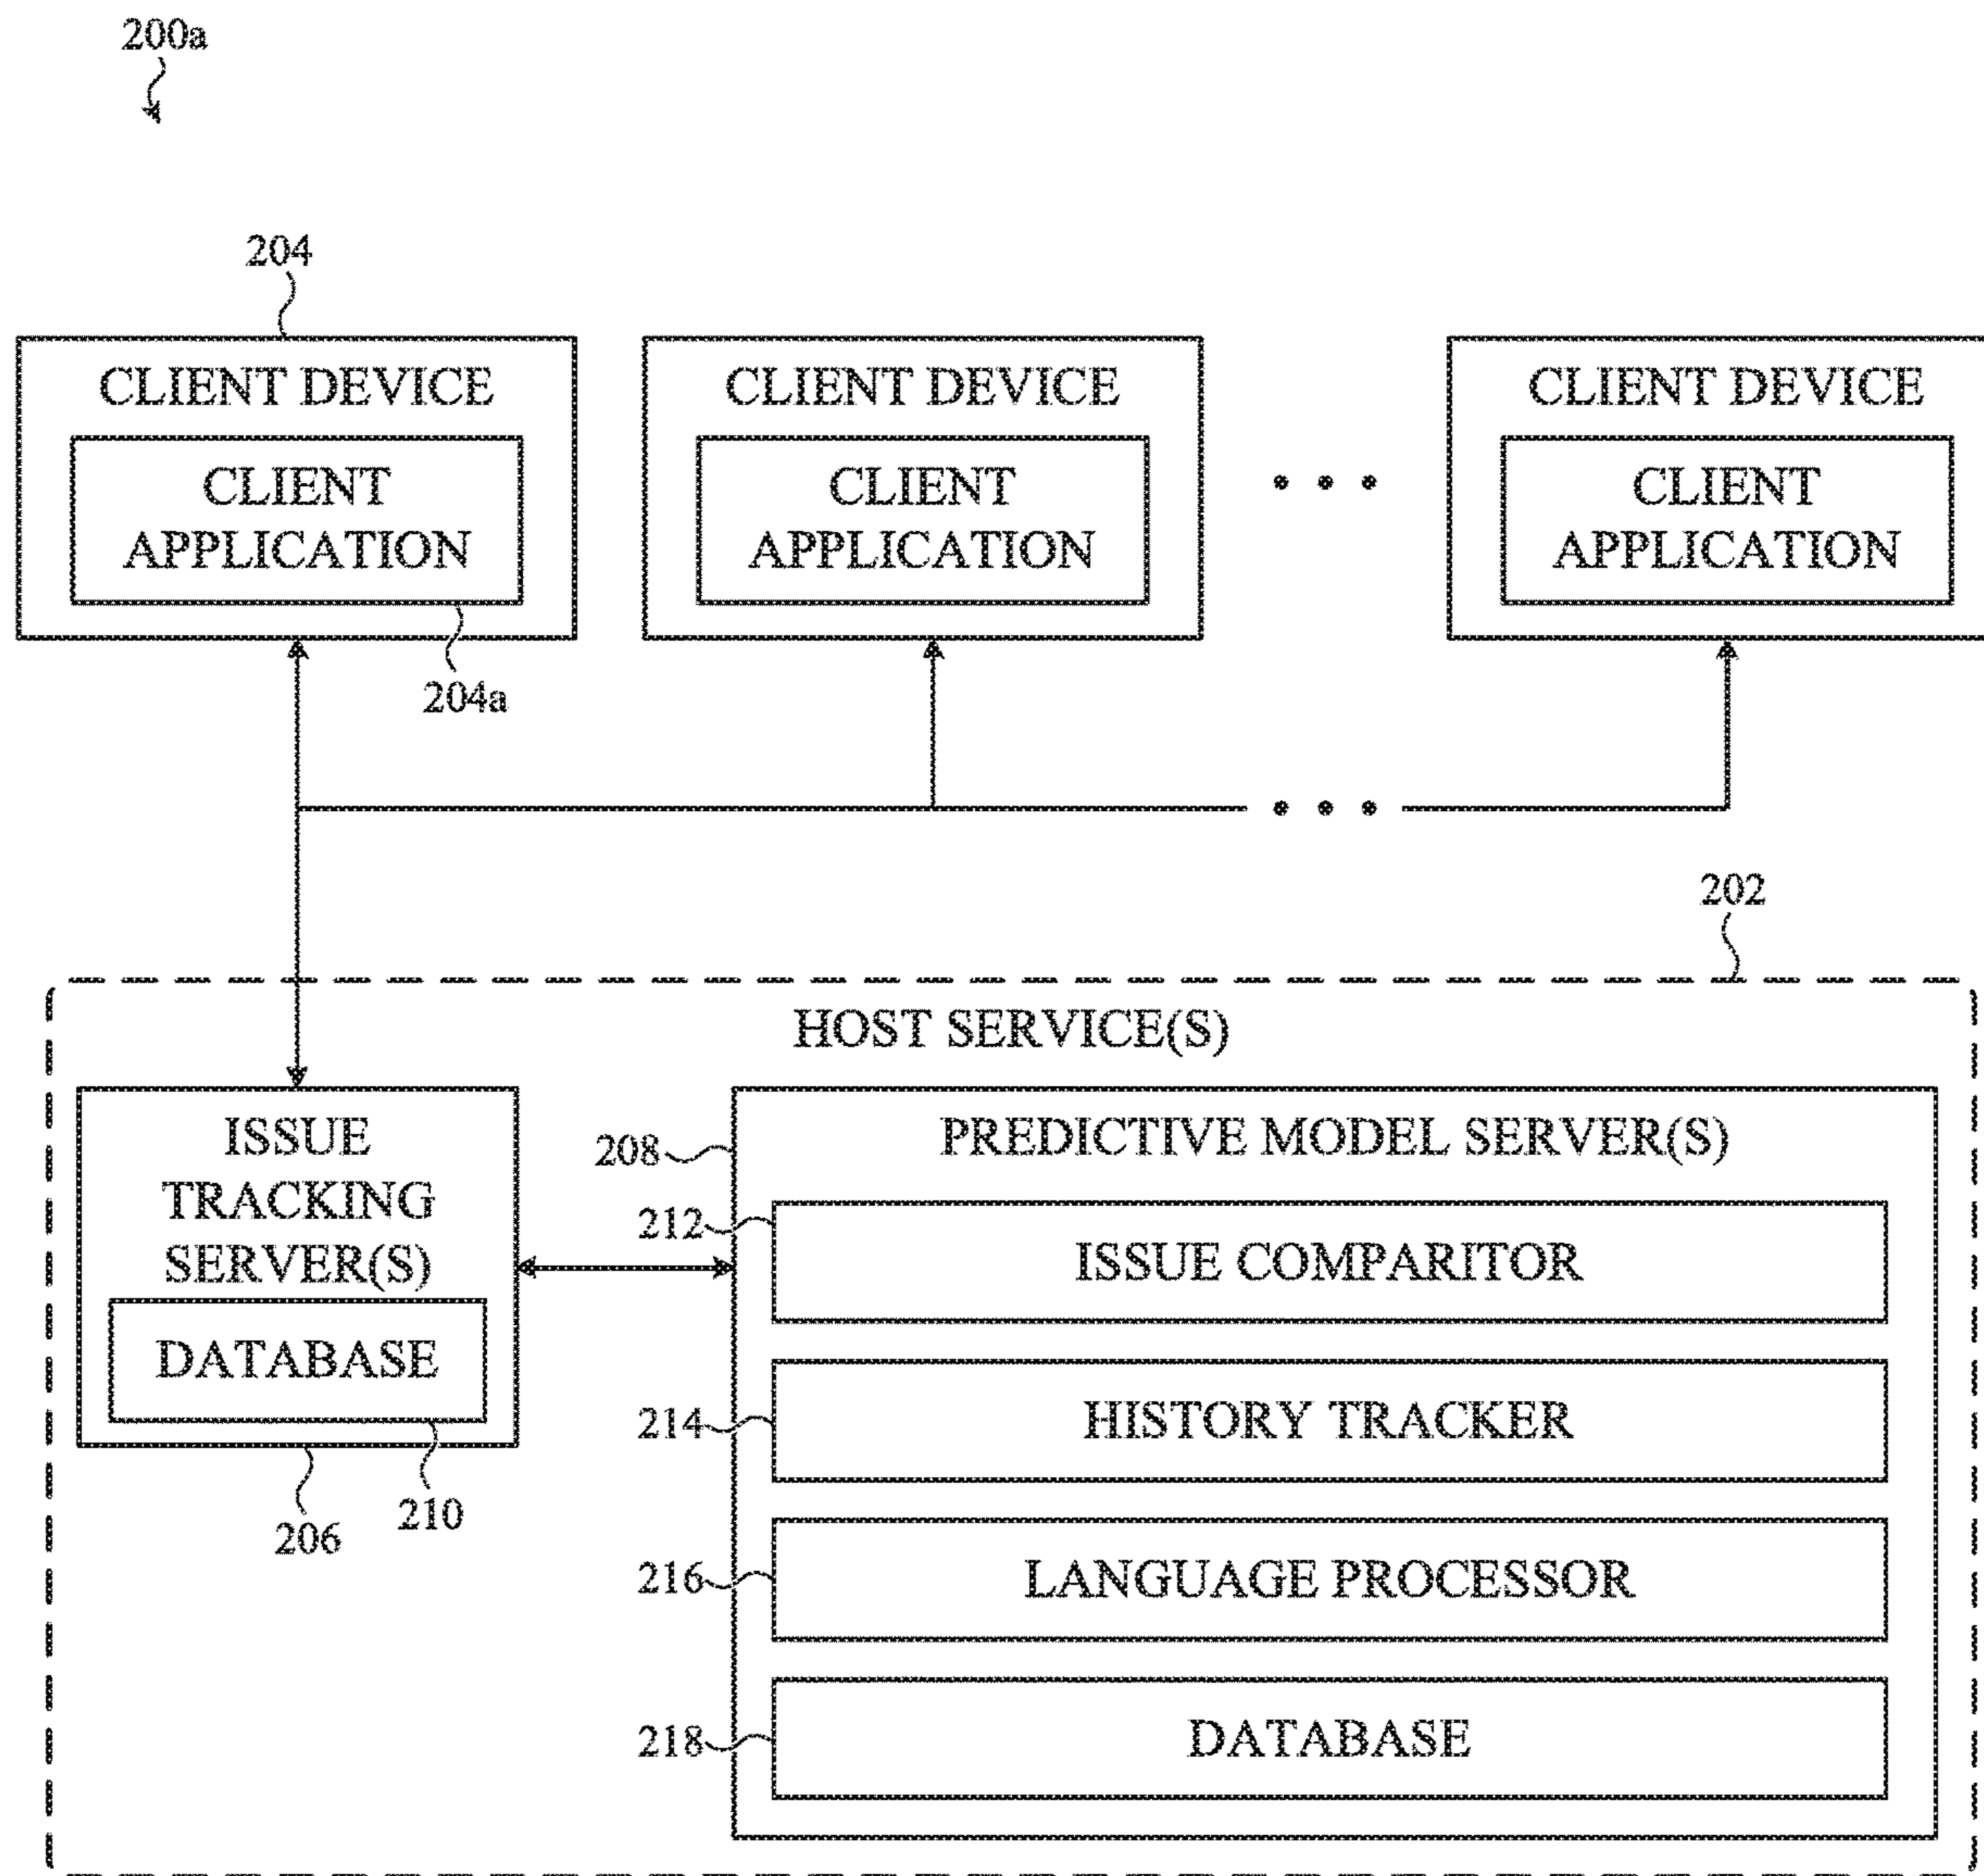 200a
204
CLIENT DEVICE
CLIENT
APPLICATION
204a
CLIENT DEVICE
CLIENT
APPLICATION
CLIENT DEVICE
CLIENT
APPLICATION
202
HOST SERVICE(S)
ISSUE
TRACKING
SERVER(S)
DATABASE
206
210
208
PREDICTIVE MODEL SERVER(S)
212
ISSUE COMPARITOR
214
HISTORY TRACKER
216
LANGUAGE PROCESSOR
218
DATABASE